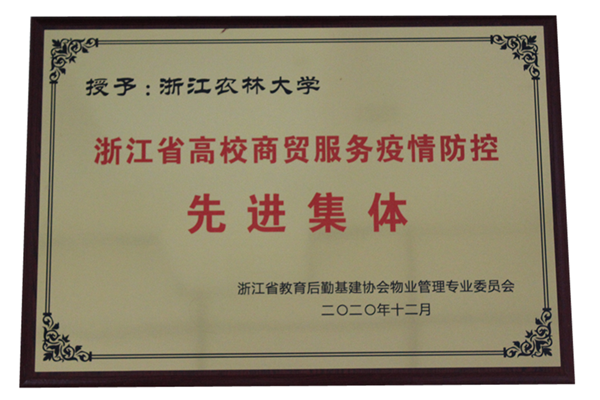 授予：浙江农林大学
浙江省高校商贸服务疫情防控
先进集体
浙江省教育后勤基建协会物业管理专业委员会
二〇二〇年十二月